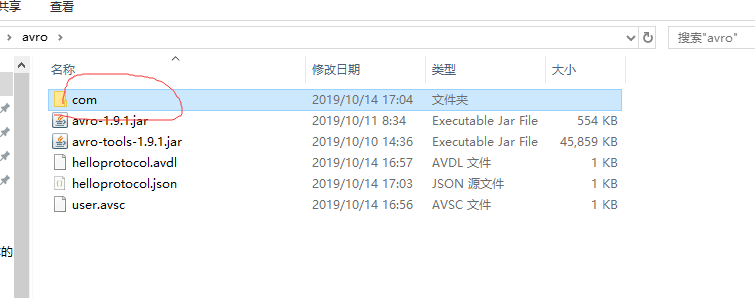 共享 查看
avro
搜索"avro"
名称 修改日期 类型 大小
com 2019/10/14 17:04 文件夹
avro-1.9.1.jar 2019/10/11 8:34 Executable Jar File 554 KB
avro-tools-1.9.1.jar 2019/10/10 14:36 Executable Jar File 45,859 KB
helloprotocol.avdl 2019/10/14 16:57 AVDL 文件 1 KB
helloprotocol.json 2019/10/14 17:03 JSON 源文件 1 KB
user.avsc 2019/10/14 16:56 AVSC 文件 1 KB
的